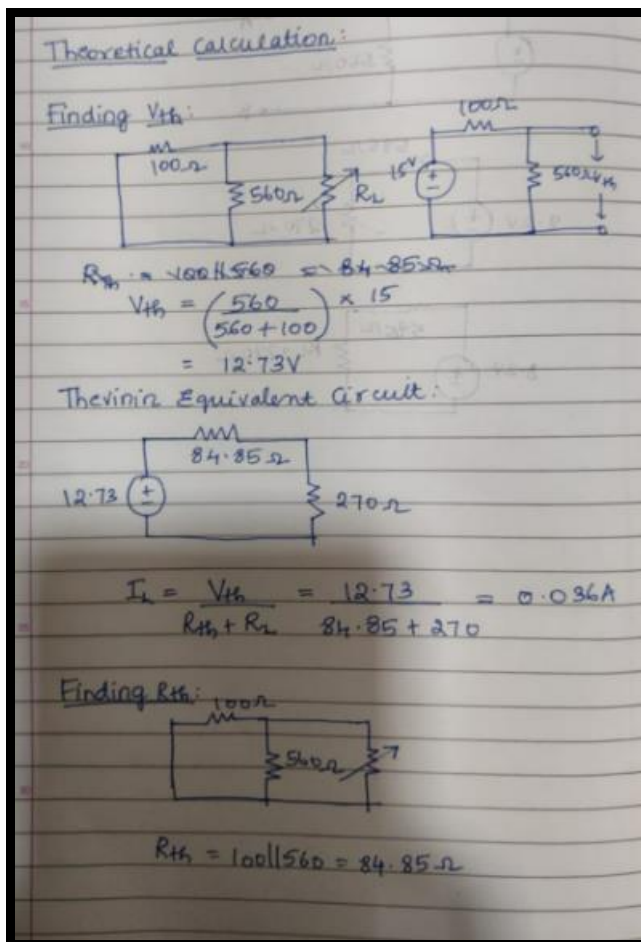 Theoretical Calculation:
Finding Vth:
100Ω
560Ω
RL
100Ω
15V
+
-
560Ω
Vth
Rth = 100||560 = 84.85Ω
Vth = (560 / 560+100) × 15
= 12.73V
Thevinin Equivalent Circuit:
84.85Ω
12.73
+
-
270Ω
IL = Vth / Rth + RL = 12.73 / 84.85 + 270 = 0.036A
Finding Rth:
100Ω
560Ω
Rth = 100||560 = 84.85Ω